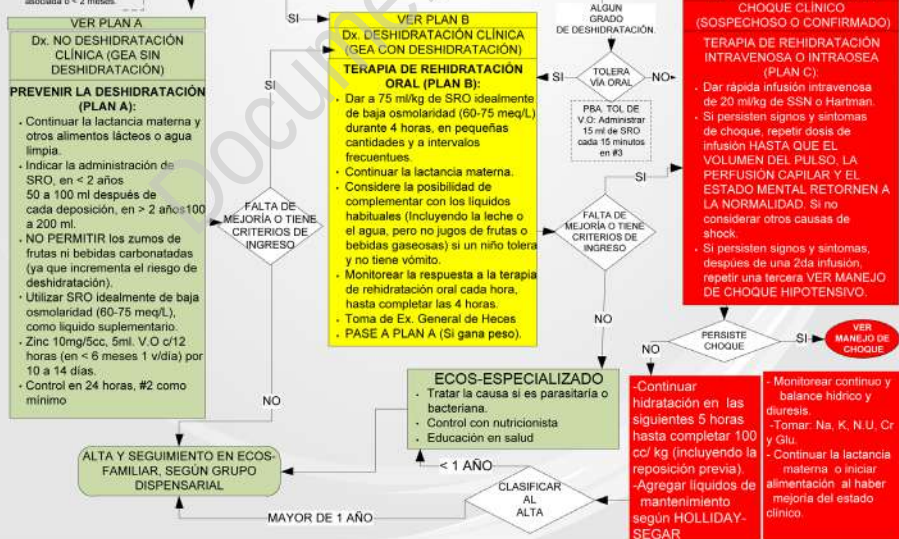 asociada o < 2 meses.
VER PLAN A
Dx. NO DESHIDRATACIÓN
CLÍNICA (GEA SIN
DESHIDRATACIÓN)
PREVENIR LA DESHIDRATACIÓN
(PLAN A):
• Continuar la lactancia materna y
otros alimentos lácteos o agua
limpia.
• Indicar la administración de
SRO, en < 2 años
50 a 100 ml después de
cada deposición, en > 2 años100
a 200 ml.
• NO PERMITIR los zumos de
frutas ni bebidas carbonatadas
(ya que incrementa el riesgo de
deshidratación).
• Utilizar SRO idealmente de baja
osmolaridad (60-75 meq/L),
como liquido suplementario.
• Zinc 10mg/5cc, 5ml. V.O c/12
horas (en < 6 meses 1 v/día) por
10 a 14 días.
• Control en 24 horas, #2 como
mínimo
SI
SI
FALTA DE
MEJORÍA O TIENE
CRITERIOS DE
INGRESO
NO
VER PLAN B
Dx. DESHIDRATACIÓN CLÍNICA
(GEA CON DESHIDRATACIÓN)
TERAPIA DE REHIDRATACIÓN
ORAL (PLAN B):
• Dar a 75 ml/kg de SRO idealmente
de baja osmolaridad (60-75 meq/L)
durante 4 horas, en pequeñas
cantidades y a intervalos
frecuentues.
• Continuar la lactancia materna.
• Considere la posibilidad de
complementar con los líquidos
habituales (Incluyendo la leche o
el agua, pero no jugos de frutas o
bebidas gaseosas) si un niño tolera
y no tiene vómito.
• Monitorear la respuesta a la terapia
de rehidratación oral cada hora,
hasta completar las 4 horas.
• Toma de Ex. General de Heces
• PASE A PLAN A (Si gana peso).
ALGUN
GRADO
DE DESHIDRATACIÓN.
SI
TOLERA
VÍA ORAL
NO
PBA. TOL DE
V.O: Administrar
15 ml de SRO
cada 15 minutos
en #3
SI
FALTA DE
MEJORÍA O TIENE
CRITERIOS DE
INGRESO
NO
CHOQUE CLÍNICO
(SOSPECHOSO O CONFIRMADO)
TERAPIA DE REHIDRATACIÓN
INTRAVENOSA O INTRAOSEA
(PLAN C):
• Dar rápida infusión intravenosa
de 20 ml/kg de SSN o Hartman.
• Si persisten signos y sintomas
de choque, repetir dosis de
infusión HASTA QUE EL
VOLUMEN DEL PULSO, LA
PERFUSIÓN CAPILAR Y EL
ESTADO MENTAL RETORNEN A
LA NORMALIDAD. Si no
considerar otros causas de
shock.
• Si persisten signos y sintomas,
despúes de una 2da infusión,
repetir una tercera VER MANEJO
DE CHOQUE HIPOTENSIVO.
PERSISTE
CHOQUE
NO
SI
VER
MANEJO DE
CHOQUE
-Continuar
hidratación en las
siguientes 5 horas
hasta completar 100
cc/ kg (incluyendo la
reposición previa).
-Agregar líquidos de
mantenimiento
según HOLLIDAY-
SEGAR
- Monitorear continuo y
balance hidrico y
diuresis.
-Tomar: Na, K, N.U, Cr
y Glu.
- Continuar la lactancia
materna o iniciar
alimentación al haber
mejoría del estado
clínico.
ECOS-ESPECIALIZADO
• Tratar la causa si es parasitaría o
bacteriana.
• Control con nutricionista
• Educación en salud
< 1 AÑO
CLASIFICAR
AL
ALTA
MAYOR DE 1 AÑO
ALTA Y SEGUIMIENTO EN ECOS-
FAMILIAR, SEGÚN GRUPO
DISPENSARIAL